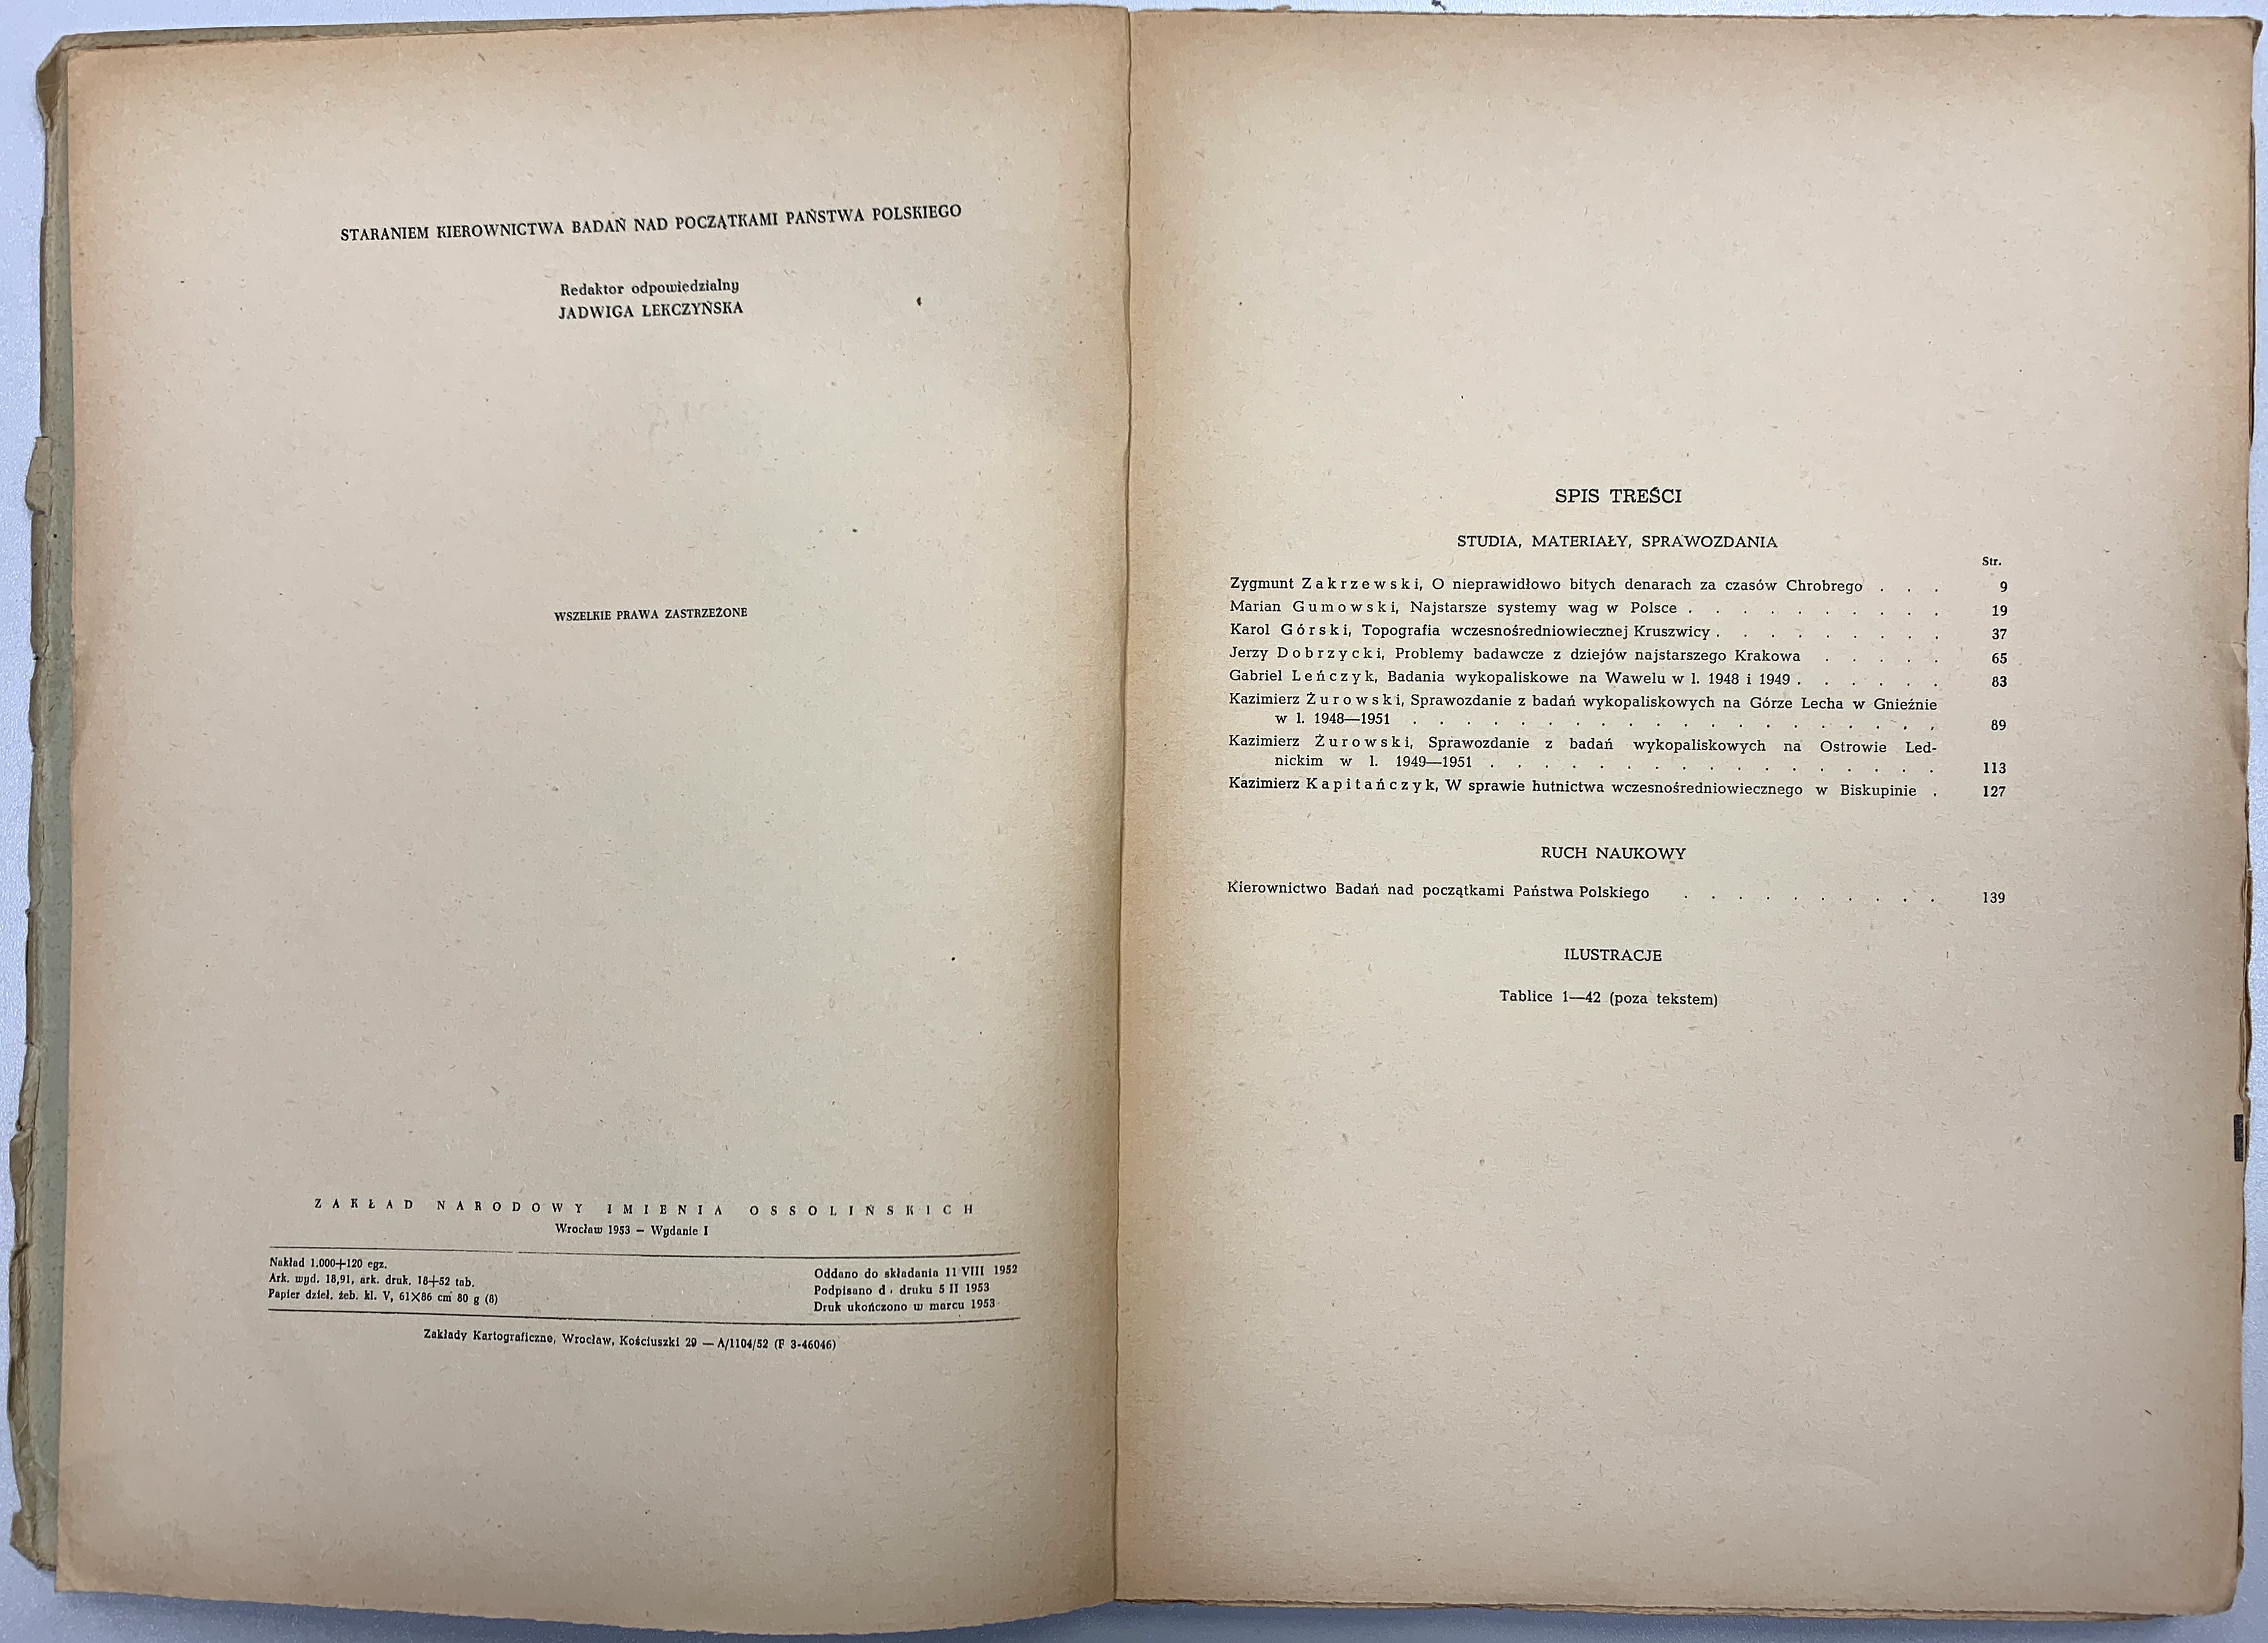 STARANIEM KIEROWNICTWA BADAŃ NAD POCZĄTKAMI PAŃSTWA POLSKIEGO
Redaktor odpowiedzialny
JADWIGA LEKCZYŃSKA
WSZELKIE PRAWA ZASTRZEŻONE
ZAKŁAD NARODOWY IMIENIA OSSOLIŃSKICH
Wrocław 1953 – Wydanie I
Nakład 1.000+120 egz.
Ark. wyd. 18,91, ark. druk. 18+52 tab.
Papier dzieł. żeb. kl. V, 61×86 cm 80 g (8)
Oddano do składania 11 VIII 1952
Podpisano d. druku 5 II 1953
Druk ukończono w marcu 1953
Zakłady Kartograficzne, Wrocław, Kościuszki 29 — A/1104/52 (F 3-46046)
SPIS TREŚCI
STUDIA, MATERIAŁY, SPRAWOZDANIA
Str.
Zygmunt Zakrzewski, O nieprawidłowo bitych denarach za czasów Chrobrego . . . 9
Marian Gumowski, Najstarsze systemy wag w Polsce . . . . . . . . . . 19
Karol Górski, Topografia wczesnośredniowiecznej Kruszwicy . . . . . . . . . 37
Jerzy Dobrzycki, Problemy badawcze z dziejów najstarszego Krakowa . . . . . 65
Gabriel Leńczyk, Badania wykopaliskowe na Wawelu w l. 1948 i 1949 . . . . . . 83
Kazimierz Żurowski, Sprawozdanie z badań wykopaliskowych na Górze Lecha w Gnieźnie
w l. 1948—1951 . . . . . . . . . . . . . . . . . . . . 89
Kazimierz Żurowski, Sprawozdanie z badań wykopaliskowych na Ostrowie Led-
nickim w l. 1949—1951 . . . . . . . . . . . . . . . . . 113
Kazimierz Kapitańczyk, W sprawie hutnictwa wczesnośredniowiecznego w Biskupinie . 127
RUCH NAUKOWY
Kierownictwo Badań nad początkami Państwa Polskiego . . . . . . . . . . 139
ILUSTRACJE
Tablice 1—42 (poza tekstem)